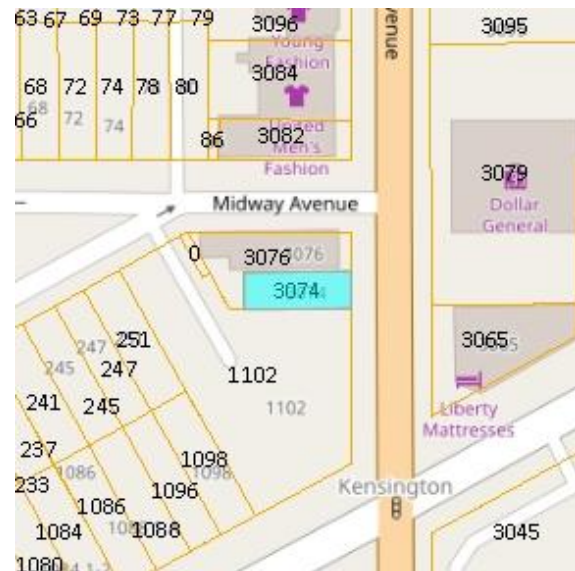 63 67 69 73 77 79 3096 venue 3095
Young
Fashion
3084
68 72 74 78 80
68 72 74
66 86 3082
United
Men's
Fashion
3079
Dollar
General
Midway Avenue
0 3076 3076
3074
251 3065
247
245 247
1102
1102
241 245
Liberty
Mattresses
237
1098
1098
1086
233 1096
Kensington
1086
1084 1088 3045
1080